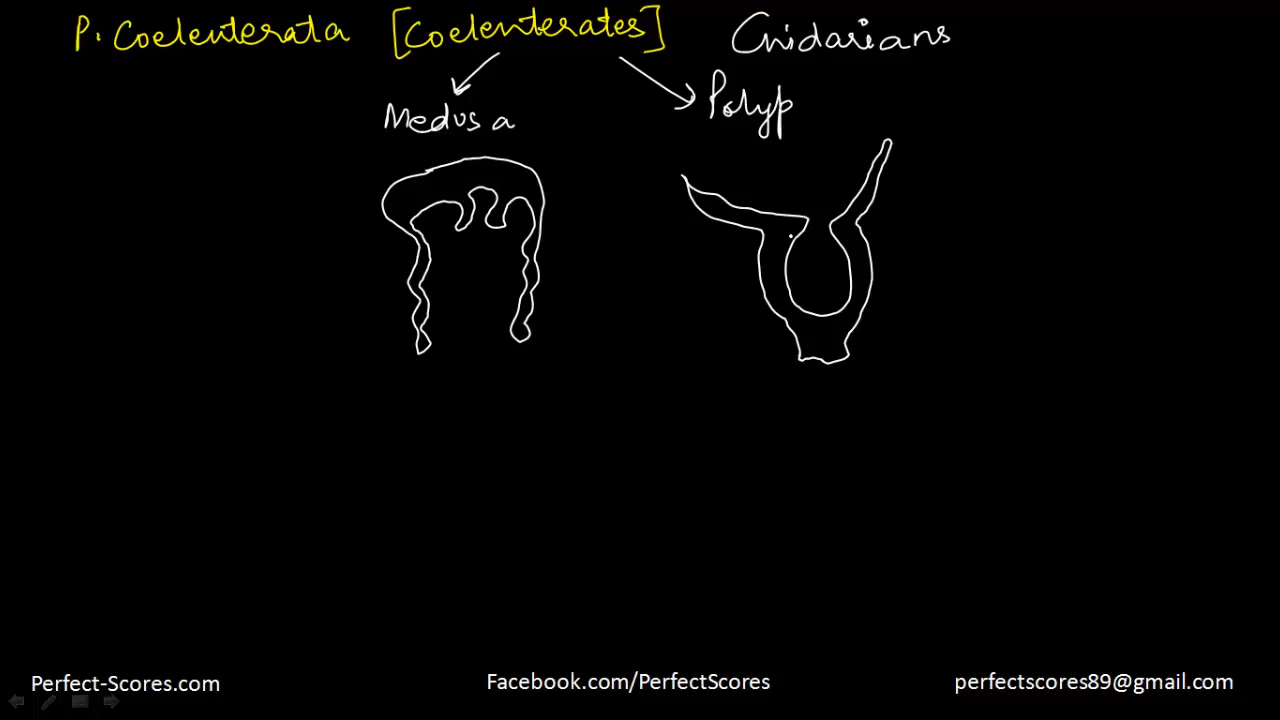 P. Coelenterata [Coelenterates] Cnidarians
Medusa
Polyp
Perfect-Scores.com
Facebook.com/PerfectScores
perfectscores89@gmail.com